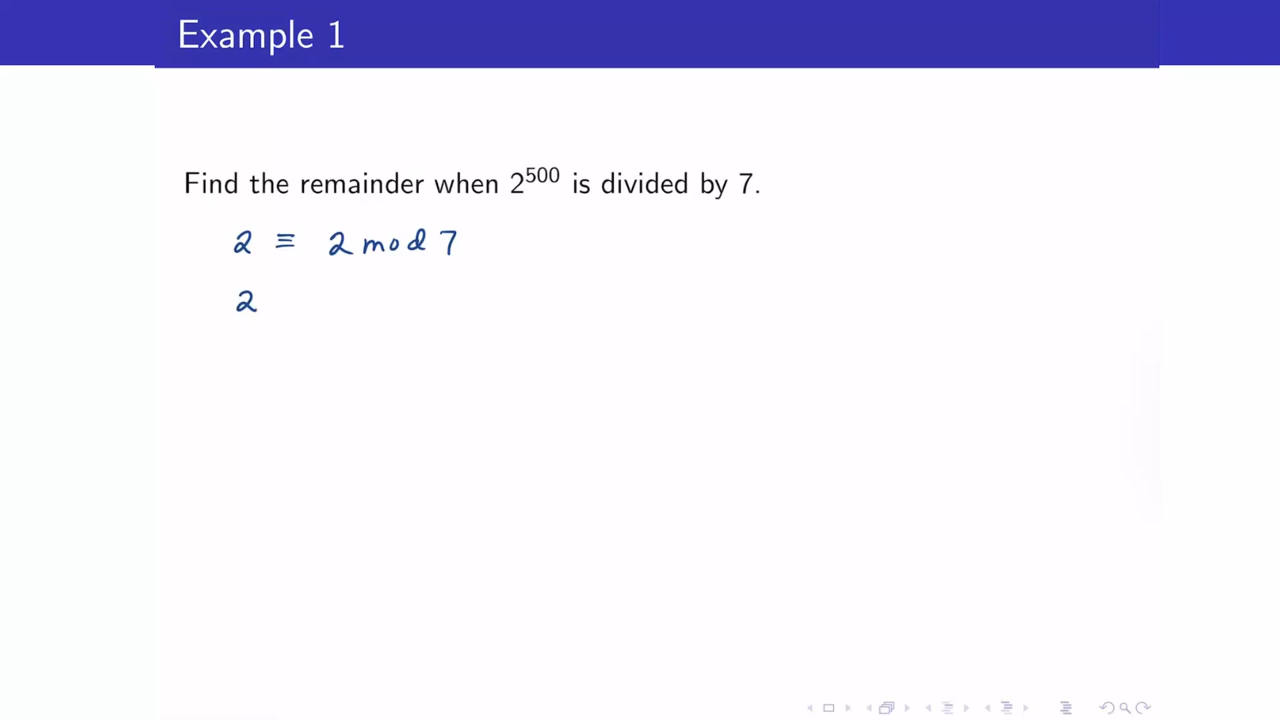 Example 1
Find the remainder when 2^500 is divided by 7.
2 ≡ 2 mod 7
2